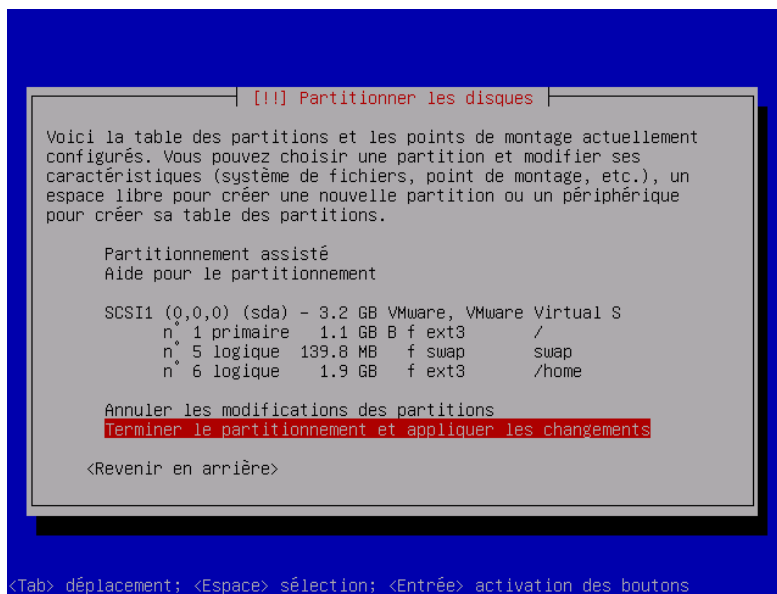 [!!] Partitionner les disques
Voici la table des partitions et les points de montage actuellement
configurés. Vous pouvez choisir une partition et modifier ses
caractéristiques (système de fichiers, point de montage, etc.), un
espace libre pour créer une nouvelle partition ou un périphérique
pour créer sa table des partitions.
Partitionnement assisté
Aide pour le partitionnement
SCSI1 (0,0,0) (sda) - 3.2 GB VMware, VMware Virtual S
n° 1 primaire 1.1 GB B f ext3 /
n° 5 logique 139.8 MB f swap swap
n° 6 logique 1.9 GB f ext3 /home
Annuler les modifications des partitions
Terminer le partitionnement et appliquer les changements
<Revenir en arrière>
<Tab> déplacement; <Espace> sélection; <Entrée> activation des boutons